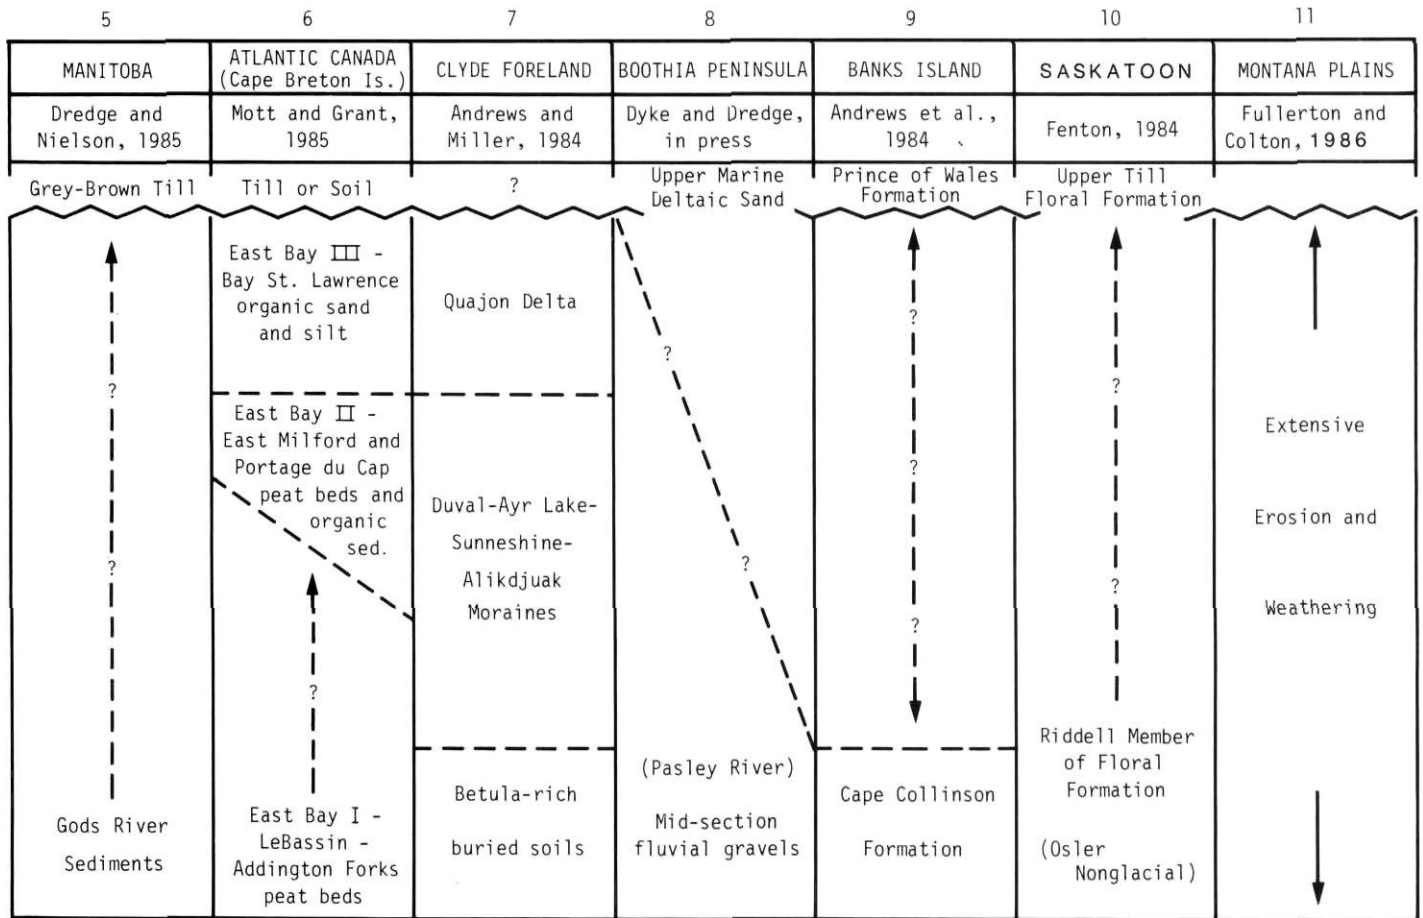 5 6 7 8 9 10 11
MANITOBA
ATLANTIC CANADA
(Cape Breton Is.)
CLYDE FORELAND
BOOTHIA PENINSULA
BANKS ISLAND
SASKATOON
MONTANA PLAINS
Dredge and
Nielson, 1985
Mott and Grant,
1985
Andrews and
Miller, 1984
Dyke and Dredge,
in press
Andrews et al.,
1984
Fenton, 1984
Fullerton and
Colton, 1986
Grey-Brown Till
Till or Soil
?
Upper Marine
Deltaic Sand
Prince of Wales
Formation
Upper Till
Floral Formation
?
?
Gods River
Sediments
East Bay III -
Bay St. Lawrence
organic sand
and silt
East Bay II -
East Milford and
Portage du Cap
peat beds and
organic
sed.
?
East Bay I -
LeBassin -
Addington Forks
peat beds
Quajon Delta
Duval-Ayr Lake-
Sunneshine-
Alikdjuak
Moraines
Betula-rich
buried soils
?
?
(Pasley River)
Mid-section
fluvial gravels
?
?
?
Cape Collinson
Formation
?
?
Riddell Member
of Floral
Formation
(Osler
Nonglacial)
Extensive
Erosion and
Weathering